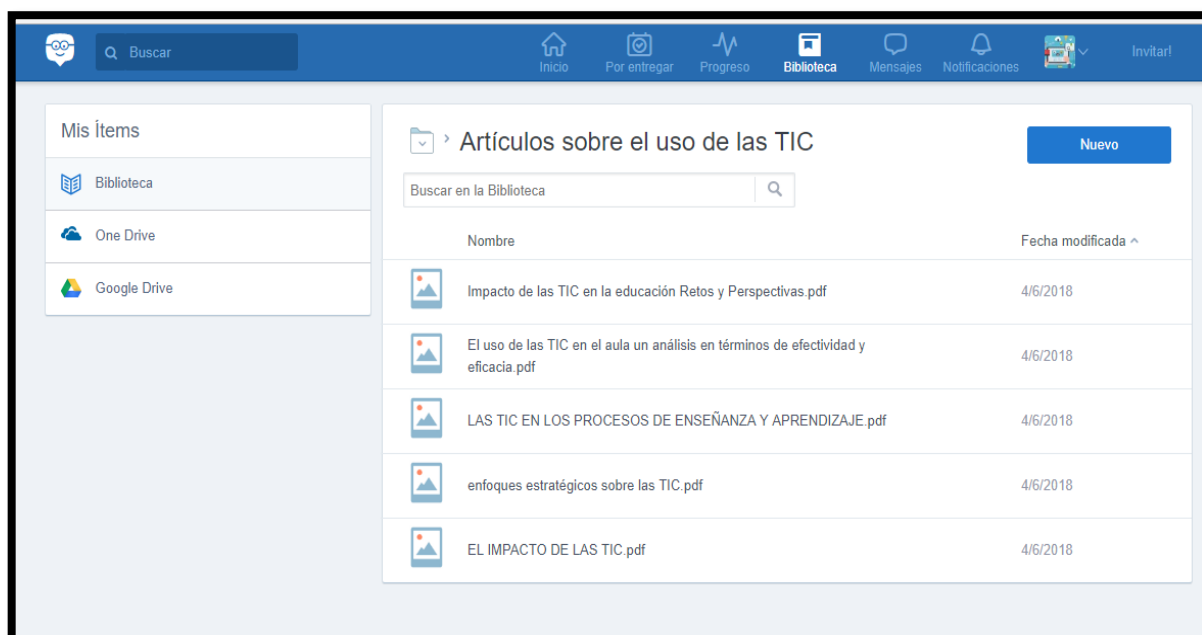 Buscar
Inicio
Por entregar
Progreso
Biblioteca
Mensajes
Notificaciones
Invitar!
Mis Ítems
Biblioteca
One Drive
Google Drive
Artículos sobre el uso de las TIC
Nuevo
Buscar en la Biblioteca
Nombre
Fecha modificada
Impacto de las TIC en la educación Retos y Perspectivas.pdf
4/6/2018
El uso de las TIC en el aula un análisis en términos de efectividad y
eficacia.pdf
4/6/2018
LAS TIC EN LOS PROCESOS DE ENSEÑANZA Y APRENDIZAJE.pdf
4/6/2018
enfoques estratégicos sobre las TIC.pdf
4/6/2018
EL IMPACTO DE LAS TIC.pdf
4/6/2018